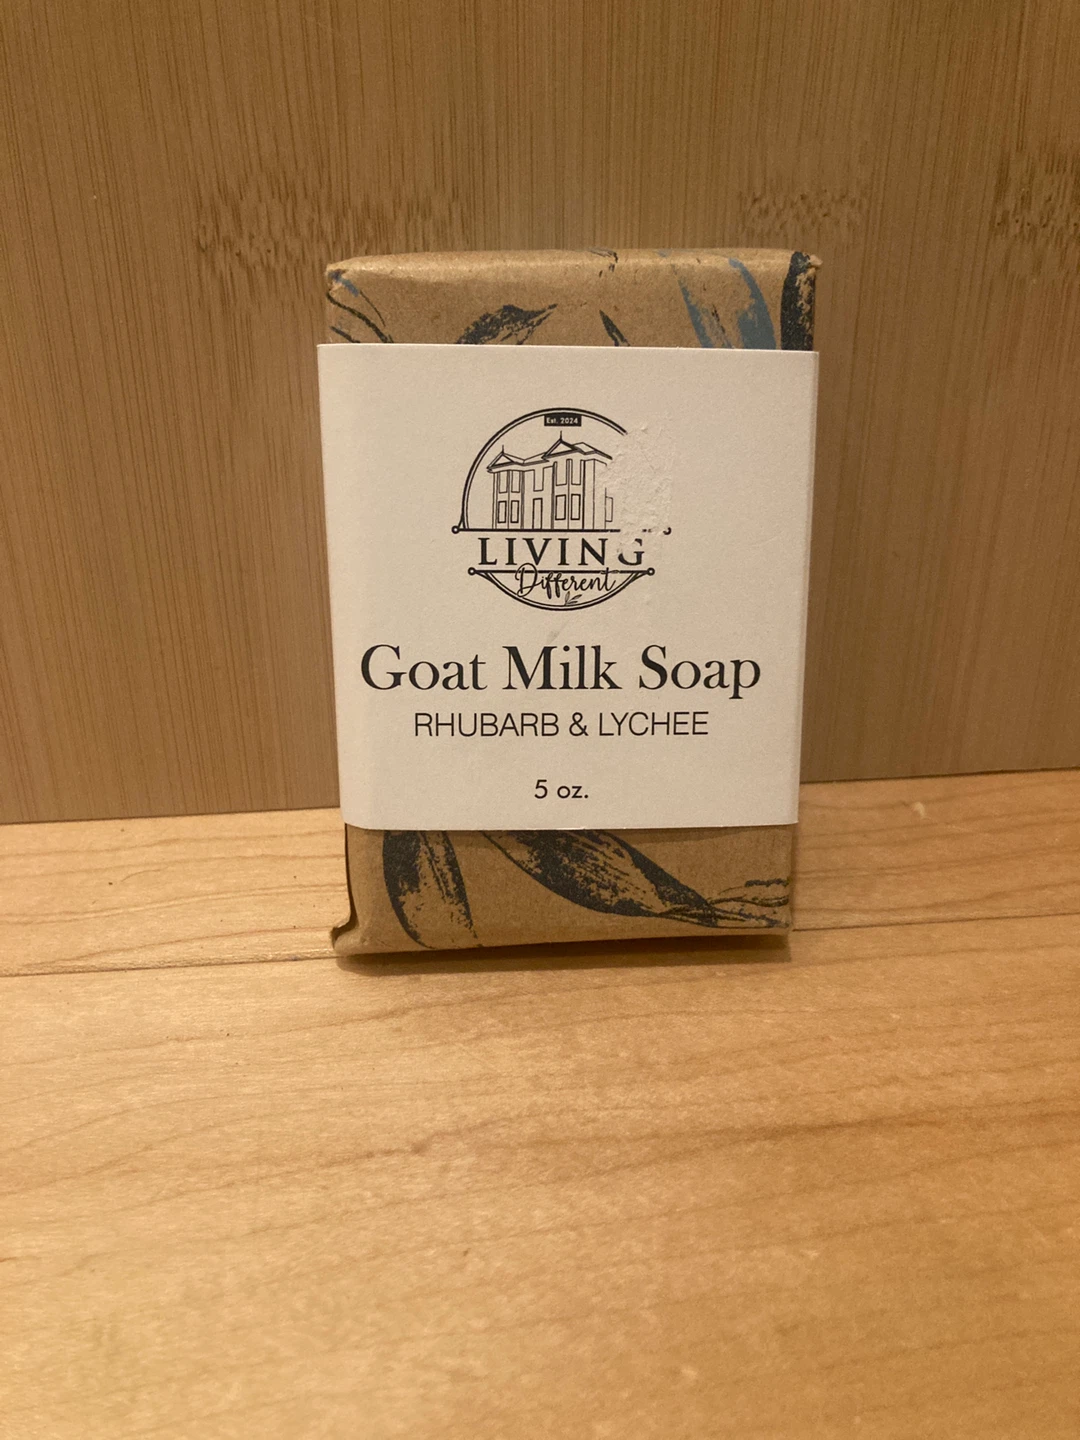 Est. 2024
LIVING
Different
Goat Milk Soap
RHUBARB & LYCHEE
5 oz.